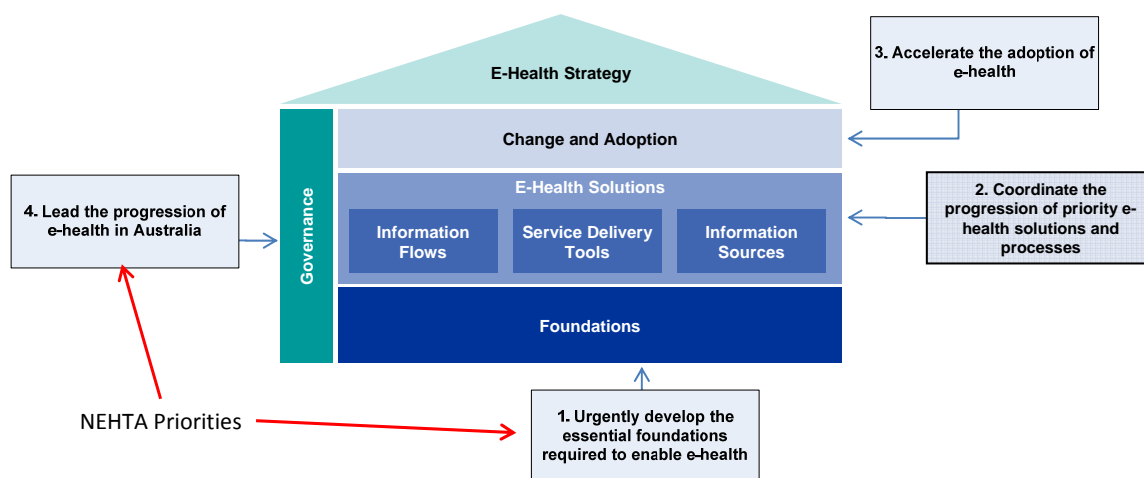 3. Accelerate the adoption of
e-health
E-Health Strategy
Change and Adoption
E-Health Solutions
Information
Flows
Service Delivery
Tools
Information
Sources
Governance
Foundations
2. Coordinate the
progression of priority e-
health solutions and
processes
4. Lead the progression of
e-health in Australia
NEHTA Priorities
1. Urgently develop the
essential foundations
required to enable e-health